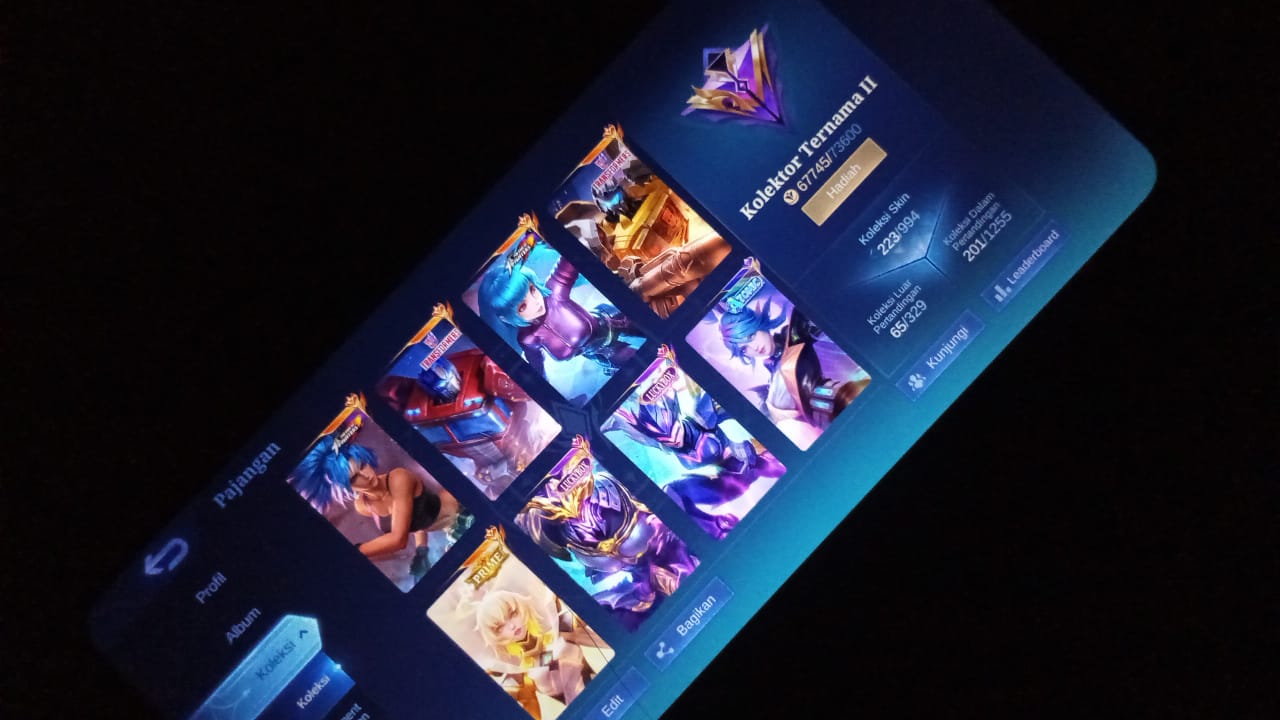 Pajangan
Profil
Album
Koleksi
Koleksi
TRANSFORMERS
TRANSFORMERS
PRIME
LUCKYBOX
LUCKYBOX
Edit
Bagikan
Kolektor Ternama II
67745/73600
Hadiah
Koleksi Skin
223/994
Koleksi Luar
Pertandingan
65/329
Koleksi Dalam
Pertandingan
201/1255
Kunjungi
Leaderboard